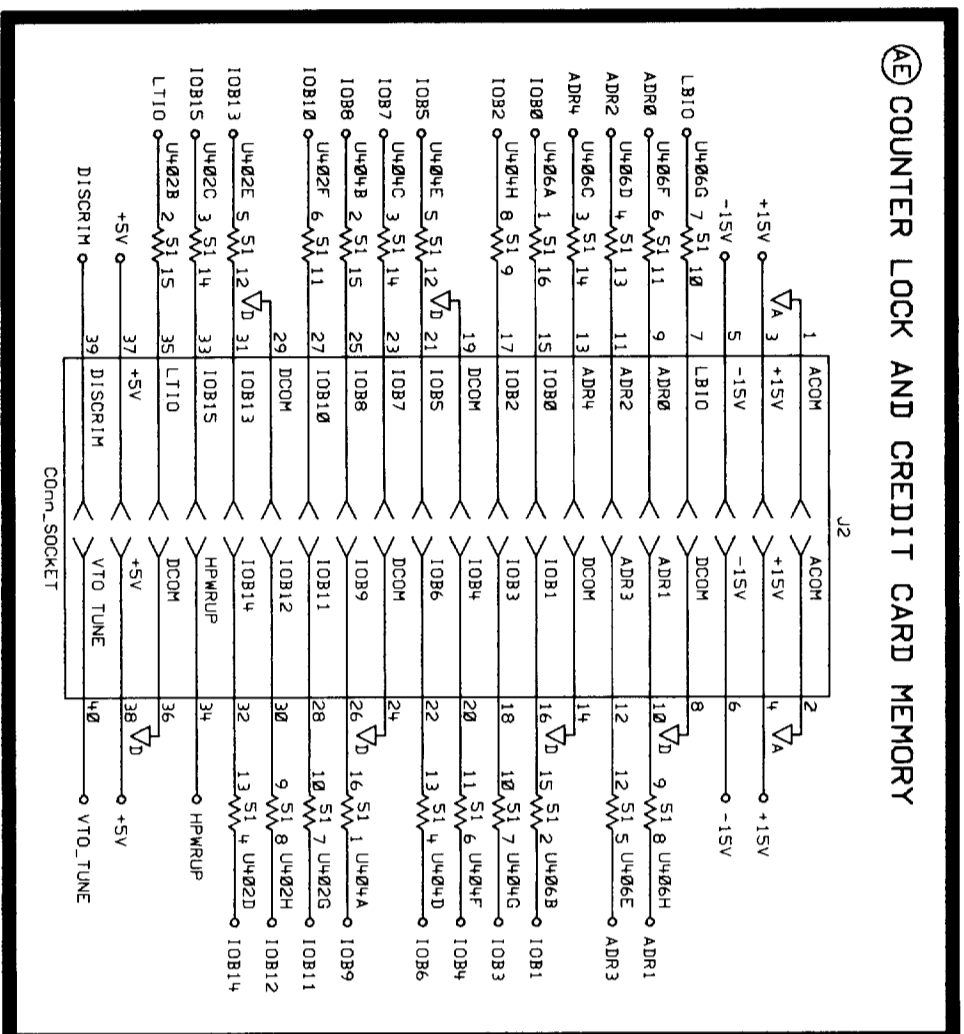 AE COUNTER LOCK AND CREDIT CARD MEMORY
J2
1 ACOM ACOM 2
+15V A 3 +15V +15V 4 A +15V
-15V 5 -15V -15V 6 -15V
LBIO U406G 7 51 10 7 LBIO DCOM 8
ADR0 U406F 6 51 11 9 ADR0 ADR1 10 D 9 51 8 U406H ADR1
ADR2 U406D 4 51 13 11 ADR2 ADR3 12 12 51 5 U406E ADR3
ADR4 U406C 3 51 14 13 ADR4 DCOM 14
IOB0 U406A 1 51 16 15 IOB0 IOB1 16 D 15 51 2 U406B IOB1
IOB2 U404H 8 51 9 17 IOB2 IOB3 18 10 51 7 U404G IOB3
19 DCOM IOB4 20 11 51 6 U404F IOB4
IOB5 U404E 5 51 12 D 21 IOB5 IOB6 22 13 51 4 U404D IOB6
IOB7 U404C 3 51 14 23 IOB7 DCOM 24
IOB8 U404B 2 51 15 25 IOB8 IOB9 26 D 16 51 1 U404A IOB9
IOB10 U402F 6 51 11 27 IOB10 IOB11 28 10 51 7 U402G IOB11
29 DCOM IOB12 30 9 51 8 U402H IOB12
IOB13 U402E 5 51 12 D 31 IOB13 IOB14 32 13 51 4 U402D IOB14
IOB15 U402C 3 51 14 33 IOB15 HPWRUP 34 HPWRUP
LTIO U402B 2 51 15 35 LTIO DCOM 36
+5V 37 +5V +5V 38 D +5V
DISCRIM 39 DISCRIM VTO TUNE 40 VTO_TUNE
COnn_SOCKET